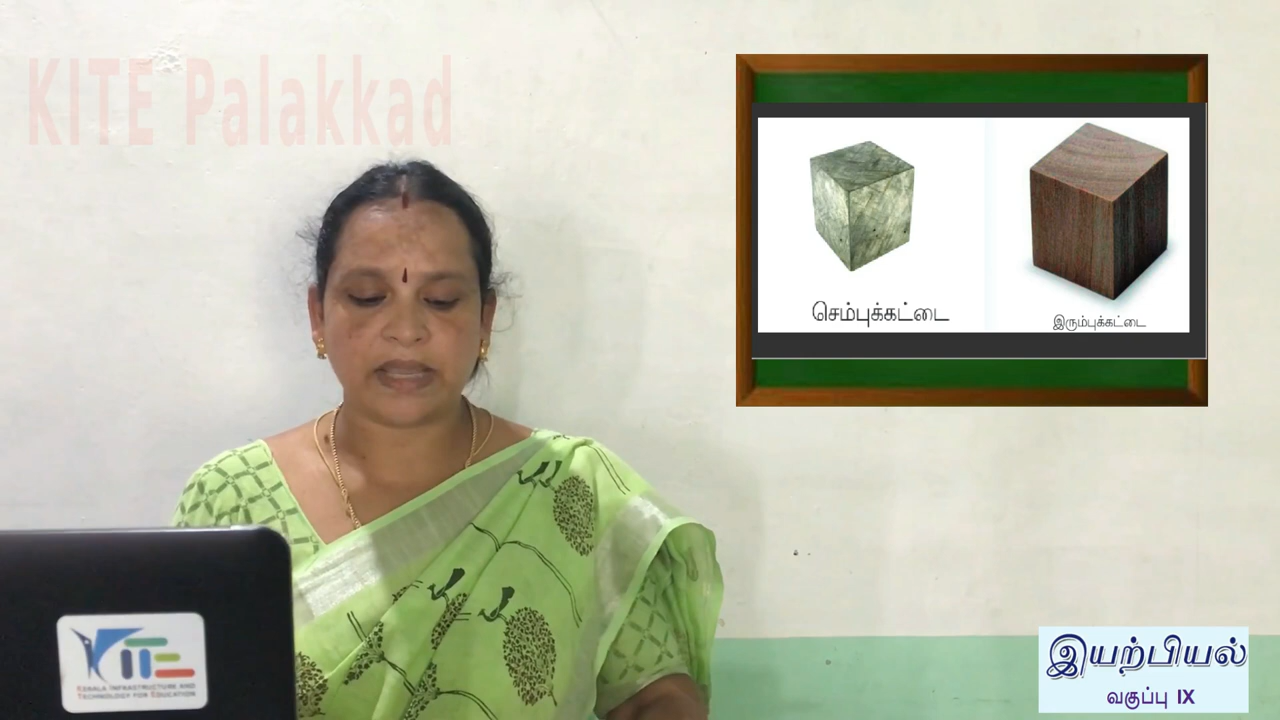 KITE Palakkad
செம்புக்கட்டை
இரும்புக்கட்டை
KITE
KERALA INFRASTRUCTURE AND
TECHNOLOGY FOR EDUCATION
இயற்பியல்
வகுப்பு IX